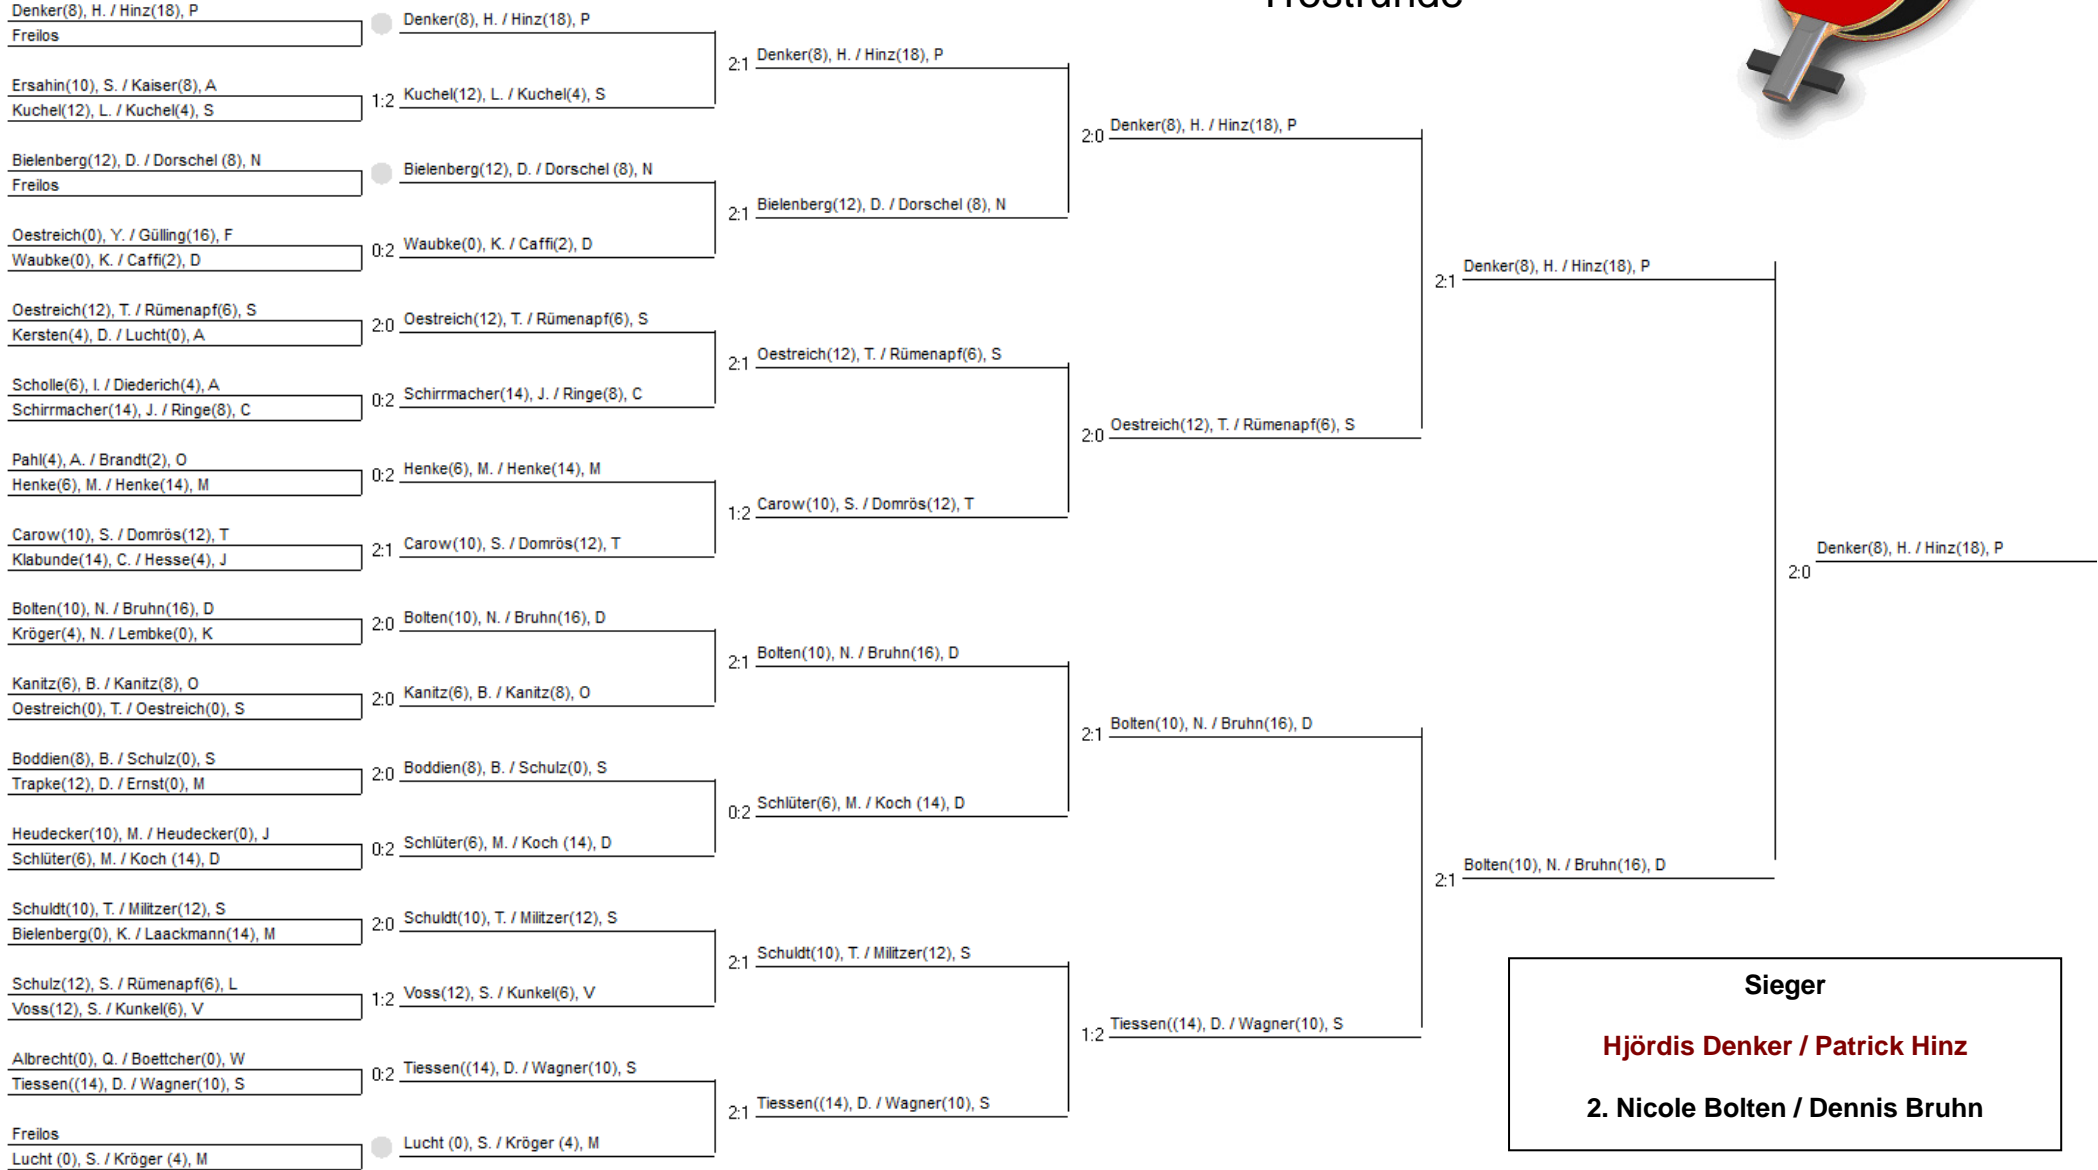 Trostrunde
Denker(8), H. / Hinz(18), P
Freilos
Ersahin(10), S. / Kaiser(8), A
Kuchel(12), L. / Kuchel(4), S
Bielenberg(12), D. / Dorschel (8), N
Freilos
Oestreich(0), Y. / Gülling(16), F
Waubke(0), K. / Caffi(2), D
Oestreich(12), T. / Rümenapf(6), S
Kersten(4), D. / Lucht(0), A
Scholle(6), I. / Diederich(4), A
Schirrmacher(14), J. / Ringe(8), C
Pahl(4), A. / Brandt(2), O
Henke(6), M. / Henke(14), M
Carow(10), S. / Domrös(12), T
Klabunde(14), C. / Hesse(4), J
Bolten(10), N. / Bruhn(16), D
Kröger(4), N. / Lembke(0), K
Kanitz(6), B. / Kanitz(8), O
Oestreich(0), T. / Oestreich(0), S
Boddien(8), B. / Schulz(0), S
Trapke(12), D. / Ernst(0), M
Heudecker(10), M. / Heudecker(0), J
Schlüter(6), M. / Koch (14), D
Schuldt(10), T. / Militzer(12), S
Bielenberg(0), K. / Laackmann(14), M
Schulz(12), S. / Rümenapf(6), L
Voss(12), S. / Kunkel(6), V
Albrecht(0), Q. / Boettcher(0), W
Tiessen((14), D. / Wagner(10), S
Freilos
Lucht (0), S. / Kröger (4), M
Denker(8), H. / Hinz(18), P
1:2 Kuchel(12), L. / Kuchel(4), S
Bielenberg(12), D. / Dorschel (8), N
0:2 Waubke(0), K. / Caffi(2), D
2:0 Oestreich(12), T. / Rümenapf(6), S
0:2 Schirrmacher(14), J. / Ringe(8), C
0:2 Henke(6), M. / Henke(14), M
2:1 Carow(10), S. / Domrös(12), T
2:0 Bolten(10), N. / Bruhn(16), D
2:0 Kanitz(6), B. / Kanitz(8), O
2:0 Boddien(8), B. / Schulz(0), S
0:2 Schlüter(6), M. / Koch (14), D
2:0 Schuldt(10), T. / Militzer(12), S
1:2 Voss(12), S. / Kunkel(6), V
0:2 Tiessen((14), D. / Wagner(10), S
Lucht (0), S. / Kröger (4), M
2:1 Denker(8), H. / Hinz(18), P
2:1 Bielenberg(12), D. / Dorschel (8), N
2:1 Oestreich(12), T. / Rümenapf(6), S
1:2 Carow(10), S. / Domrös(12), T
2:1 Bolten(10), N. / Bruhn(16), D
0:2 Schlüter(6), M. / Koch (14), D
2:1 Schuldt(10), T. / Militzer(12), S
2:1 Tiessen((14), D. / Wagner(10), S
2:0 Denker(8), H. / Hinz(18), P
2:0 Oestreich(12), T. / Rümenapf(6), S
2:1 Bolten(10), N. / Bruhn(16), D
1:2 Tiessen((14), D. / Wagner(10), S
2:1 Denker(8), H. / Hinz(18), P
2:1 Bolten(10), N. / Bruhn(16), D
2:0 Denker(8), H. / Hinz(18), P
Sieger
Hjördis Denker / Patrick Hinz
2. Nicole Bolten / Dennis Bruhn